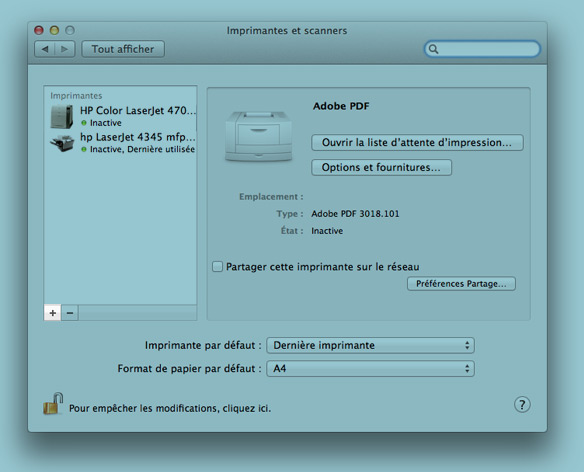 Imprimantes et scanners
Tout afficher
Imprimantes
HP Color LaserJet 470...
Inactive
hp LaserJet 4345 mfp...
Inactive, Dernière utilisée
Adobe PDF
Ouvrir la liste d'attente d'impression...
Options et fournitures...
Emplacement :
Type : Adobe PDF 3018.101
État : Inactive
Partager cette imprimante sur le réseau
Préférences Partage...
+ −
Imprimante par défaut : Dernière imprimante
Format de papier par défaut : A4
Pour empêcher les modifications, cliquez ici.
?